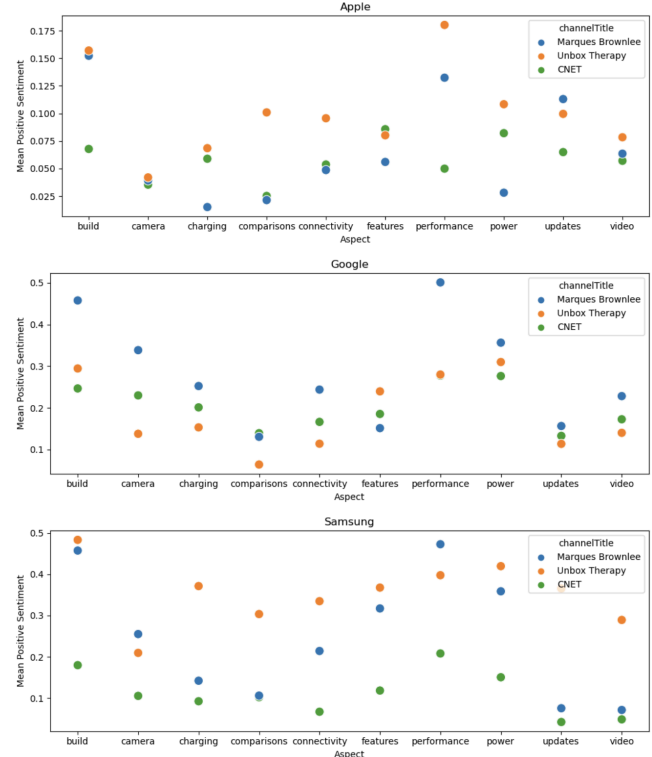 Apple
channelTitle
Marques Brownlee
Unbox Therapy
CNET
0.175
0.150
0.125
0.100
0.075
0.050
0.025
Mean Positive Sentiment
build camera charging comparisons connectivity features performance power updates video
Aspect
Google
channelTitle
Marques Brownlee
Unbox Therapy
CNET
0.5
0.4
0.3
0.2
0.1
Mean Positive Sentiment
build camera charging comparisons connectivity features performance power updates video
Aspect
Samsung
channelTitle
Marques Brownlee
Unbox Therapy
CNET
0.5
0.4
0.3
0.2
0.1
Mean Positive Sentiment
build camera charging comparisons connectivity features performance power updates video
Aspect